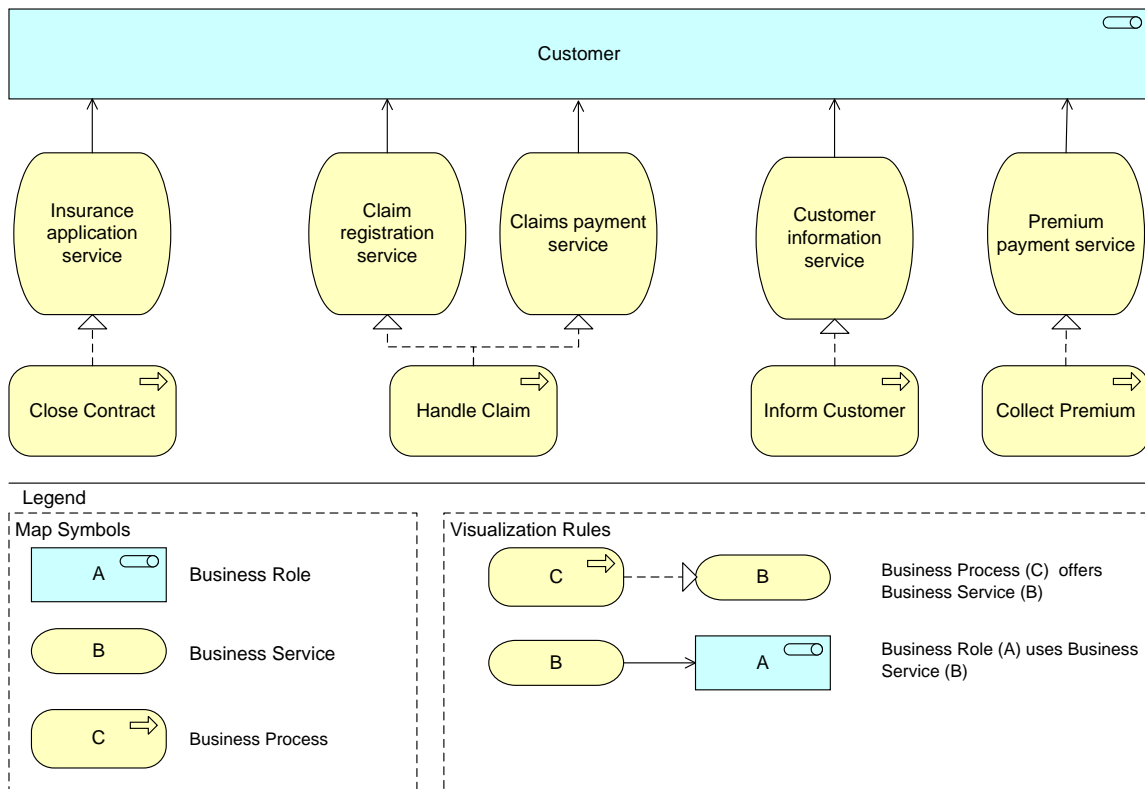 Customer
Insurance
application
service
Claim
registration
service
Claims payment
service
Customer
information
service
Premium
payment service
Close Contract
Handle Claim
Inform Customer
Collect Premium
Legend
Map Symbols
A
Business Role
B
Business Service
C
Business Process
Visualization Rules
C
B
Business Process (C)  offers
Business Service (B)
B
A
Business Role (A) uses Business
Service (B)